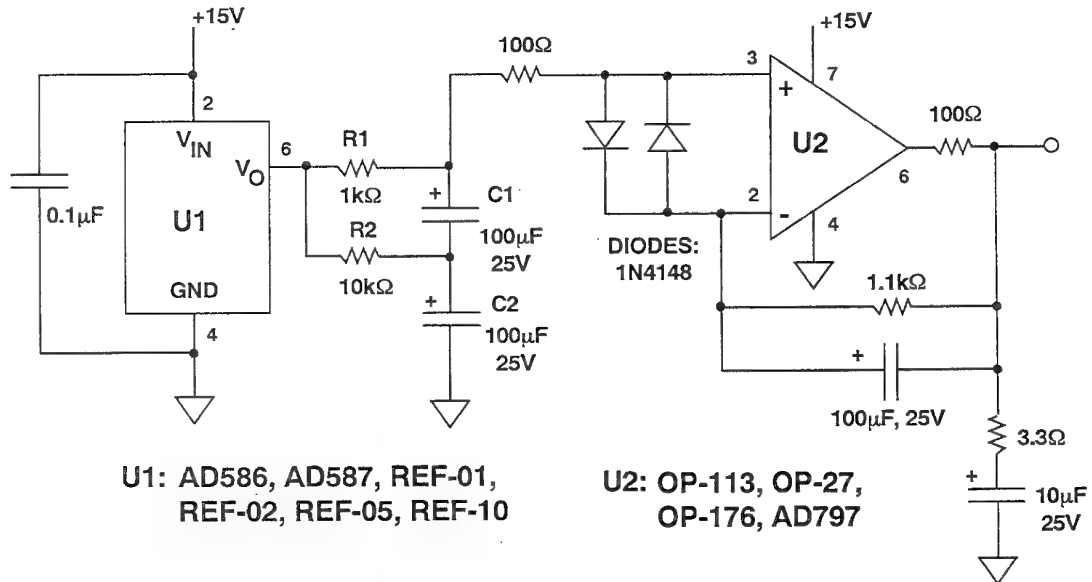 +15V
2
V_IN
V_O
6
0.1μF
U1
GND
4
R1
1kΩ
R2
10kΩ
+
C1
100μF
25V
+
C2
100μF
25V
100Ω
DIODES:
1N4148
+15V
3
7
+
U2
2
-
4
6
100Ω
1.1kΩ
+
100μF, 25V
3.3Ω
+
10μF
25V
U1: AD586, AD587, REF-01,
REF-02, REF-05, REF-10
U2: OP-113, OP-27,
OP-176, AD797